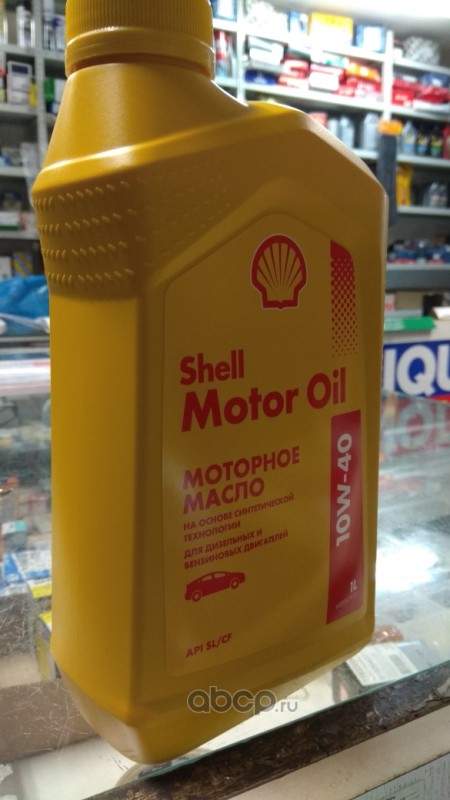 Shell
Motor Oil
МОТОРНОЕ
МАСЛО
НА ОСНОВЕ СИНТЕТИЧЕСКОЙ
ТЕХНОЛОГИИ
ДЛЯ ДИЗЕЛЬНЫХ И
БЕНЗИНОВЫХ ДВИГАТЕЛЕЙ
API SL/CF
10W-40
1L
IQU
abcp.ru